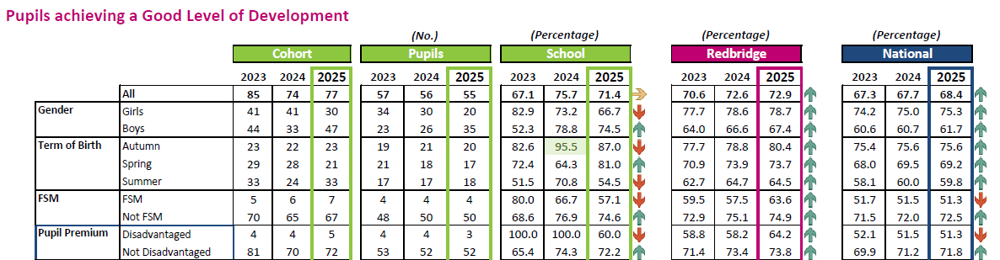 Pupils achieving a Good Level of Development
(No.) (Percentage) (Percentage) (Percentage)
Cohort Pupils School Redbridge National
2023 2024 2025 2023 2024 2025 2023 2024 2025 2023 2024 2025 2023 2024 2025
All 85 74 77 57 56 55 67.1 75.7 71.4 70.6 72.6 72.9 67.3 67.7 68.4
Gender Girls 41 41 30 34 30 20 82.9 73.2 66.7 77.7 78.6 78.7 74.2 75.0 75.3
Boys 44 33 47 23 26 35 52.3 78.8 74.5 64.0 66.6 67.4 60.6 60.7 61.7
Term of Birth Autumn 23 22 23 19 21 20 82.6 95.5 87.0 77.7 78.8 80.4 75.4 75.6 75.6
Spring 29 28 21 21 18 17 72.4 64.3 81.0 70.9 73.9 73.7 68.0 69.5 69.2
Summer 33 24 33 17 17 18 51.5 70.8 54.5 62.7 64.7 64.5 58.1 60.0 59.8
FSM FSM 5 6 7 4 4 4 80.0 66.7 57.1 59.5 57.5 63.6 51.7 51.5 51.3
Not FSM 70 65 67 48 50 50 68.6 76.9 74.6 72.9 75.1 74.9 71.5 72.0 72.5
Pupil Premium Disadvantaged 4 4 5 4 4 3 100.0 100.0 60.0 58.8 58.2 64.2 52.1 51.5 51.3
Not Disadvantaged 81 70 72 53 52 52 65.4 74.3 72.2 71.4 73.4 73.8 69.9 71.2 71.8